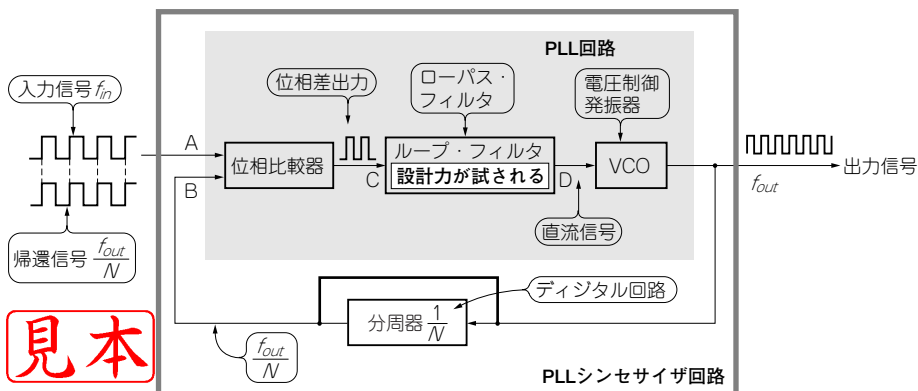 PLL回路
入力信号fin
位相差出力
ローパス・
フィルタ
電圧制御
発振器
A
B
位相比較器
C
ループ・フィルタ
設計力が試される
D
VCO
fout
出力信号
直流信号
帰還信号 fout/N
ディジタル回路
分周器 1/N
fout/N
見本
PLLシンセサイザ回路